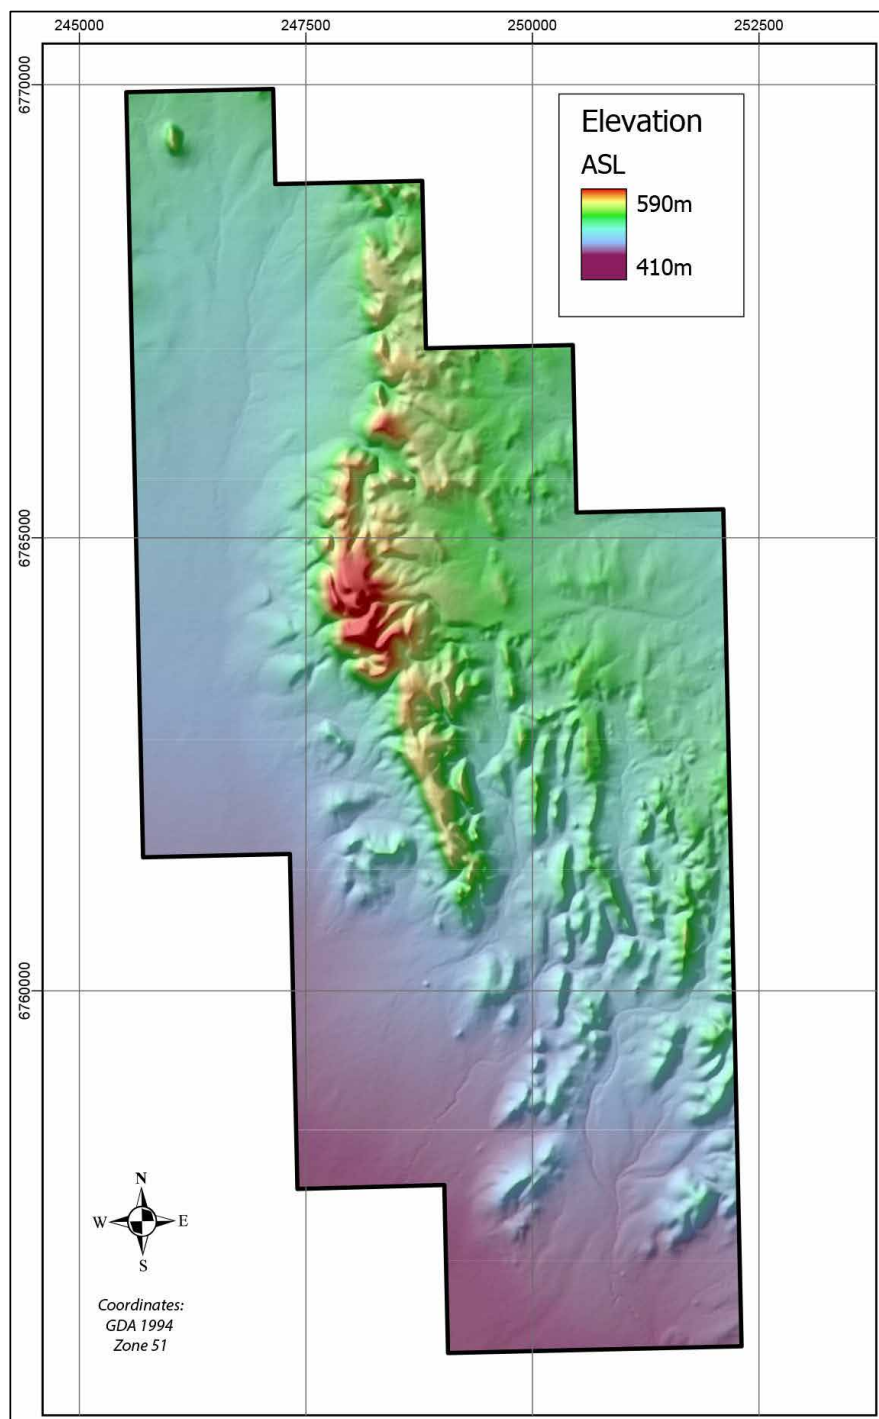 245000 247500 250000 252500
6770000
Elevation
ASL
590m
410m
6765000
6760000
N
W E
S
Coordinates:
GDA 1994
Zone 51